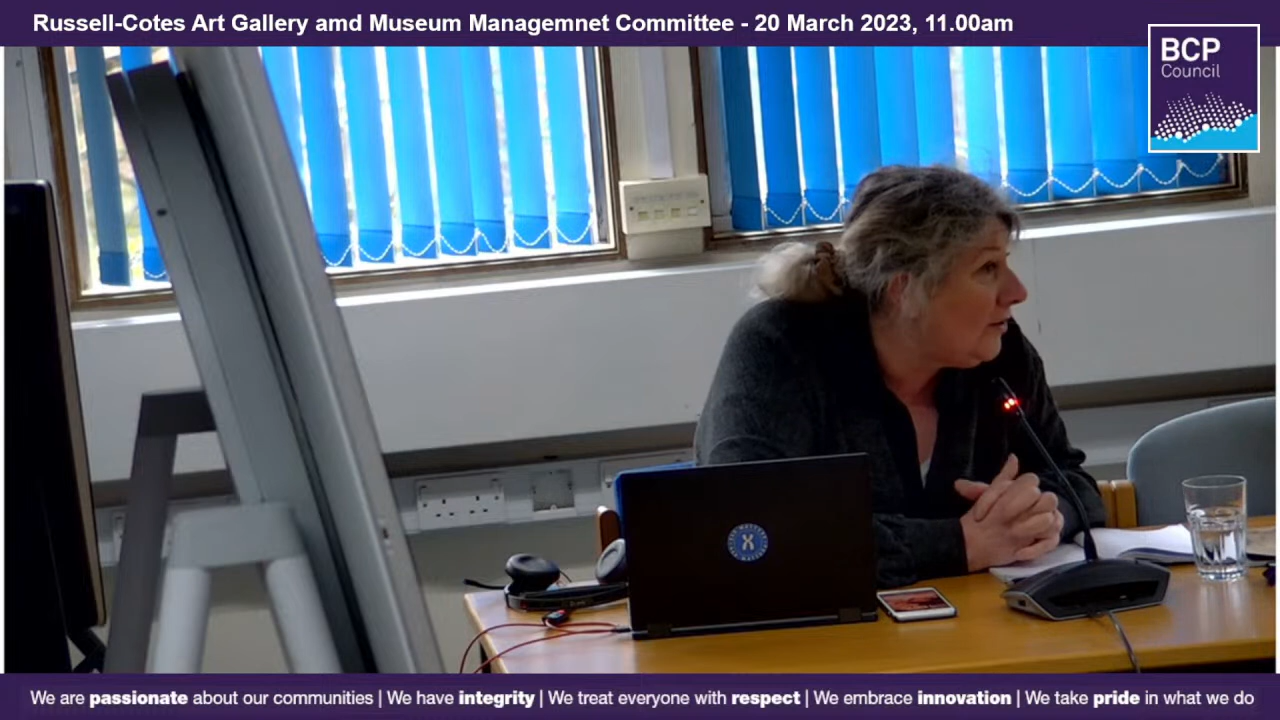 Russell-Cotes Art Gallery amd Museum Managemnet Committee - 20 March 2023, 11.00am
BCP
Council
We are passionate about our communities | We have integrity | We treat everyone with respect | We embrace innovation | We take pride in what we do